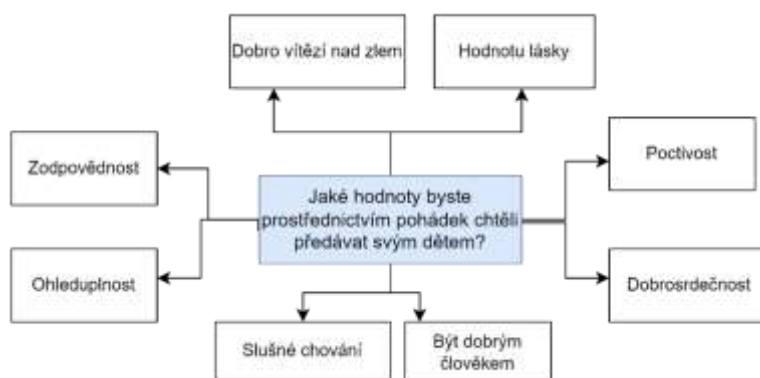 Dobro vítězí nad zlem
Hodnotu lásky
Zodpovědnost
Poctivost
Jaké hodnoty byste
prostřednictvím pohádek chtěli
předávat svým dětem?
Ohleduplnost
Dobrosrdečnost
Slušné chování
Být dobrým
člověkem